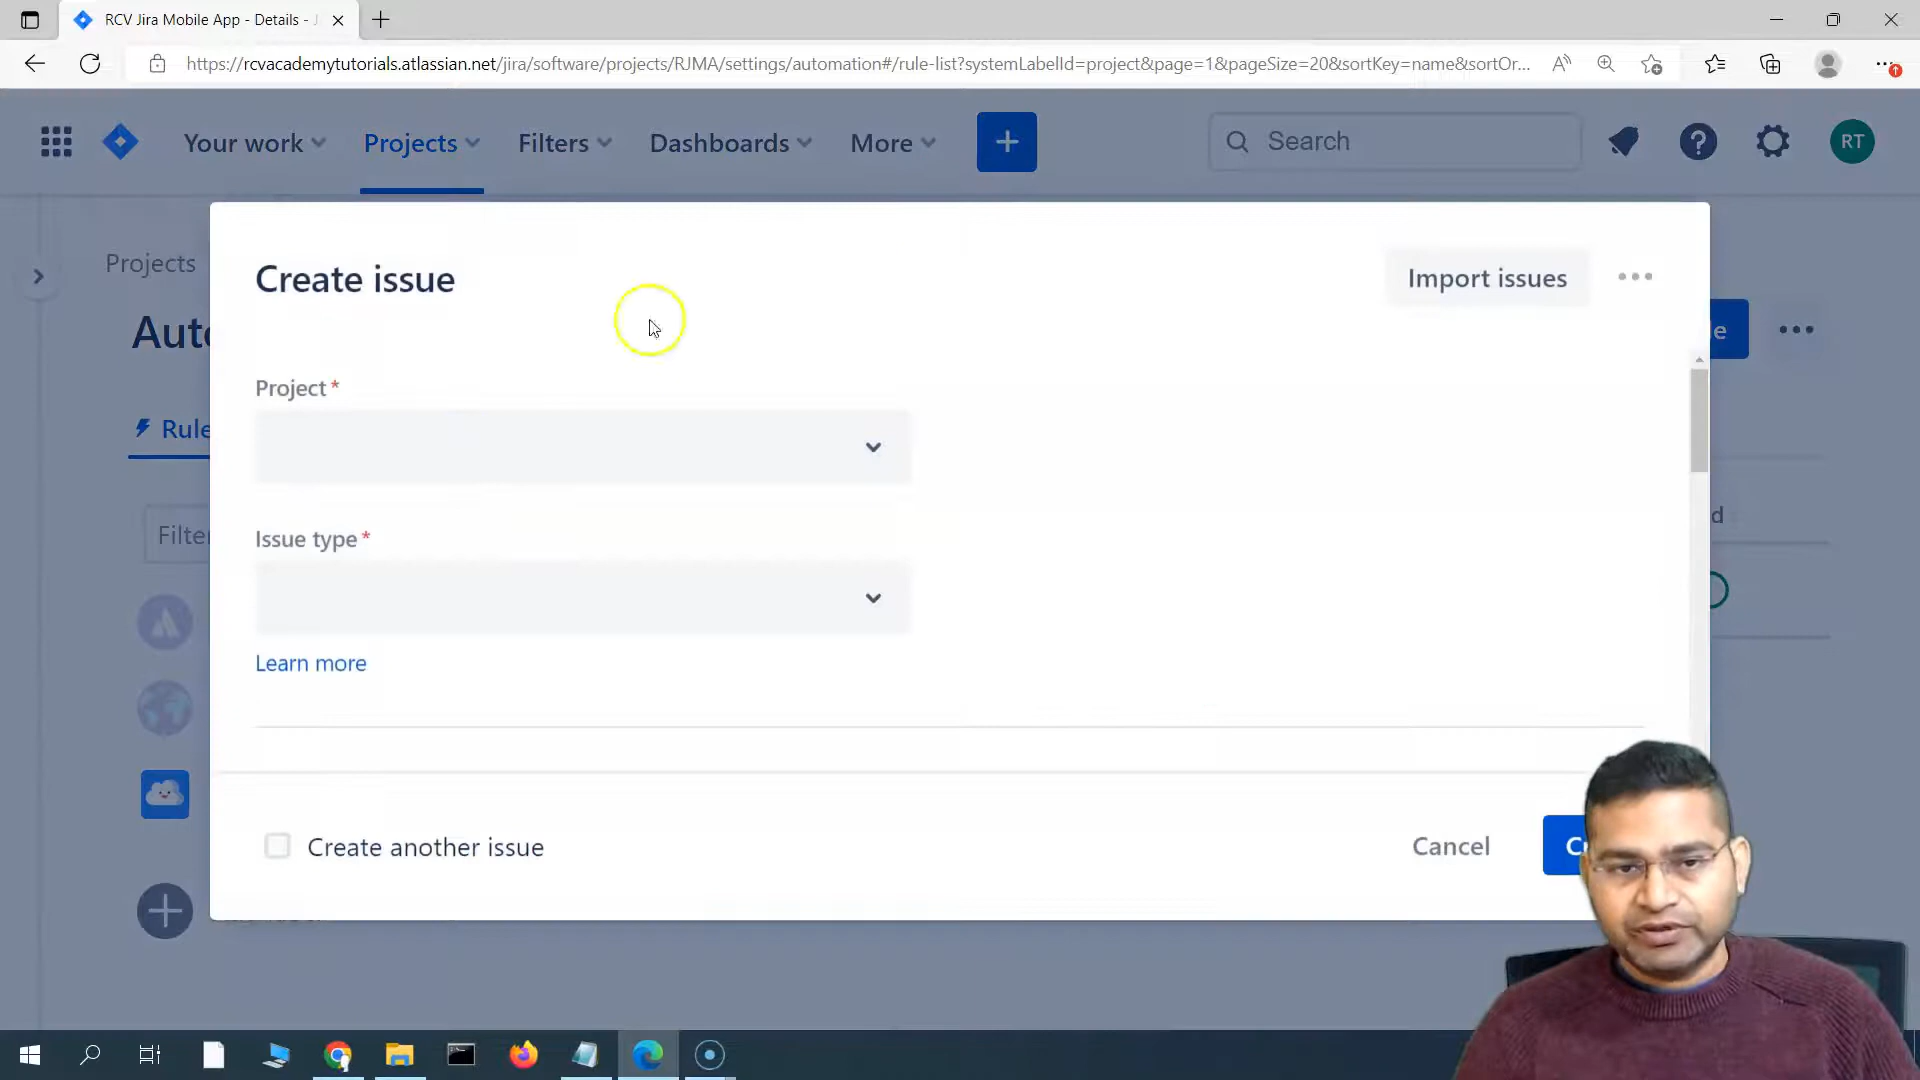 RCV Jira Mobile App - Details - J
https://rcvacademytutorials.atlassian.net/jira/software/projects/RJMA/settings/automation#/rule-list?systemLabelId=project&page=1&pageSize=20&sortKey=name&sortOr...
Your work
Projects
Filters
Dashboards
More
Search
RT
Projects
Create issue
Import issues
Project *
Rule
Issue type *
Filter
Learn more
Create another issue
Cancel